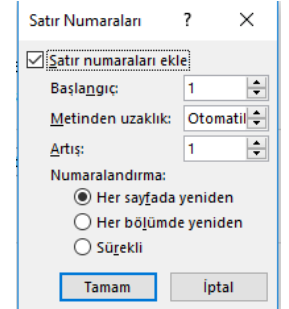 Satır Numaraları ? ×
Satır numaraları ekle
Başlangıç: 1
Metinden uzaklık: Otomatil
Artış: 1
Numaralandırma:
Her sayfada yeniden
Her bölümde yeniden
Sürekli
Tamam İptal